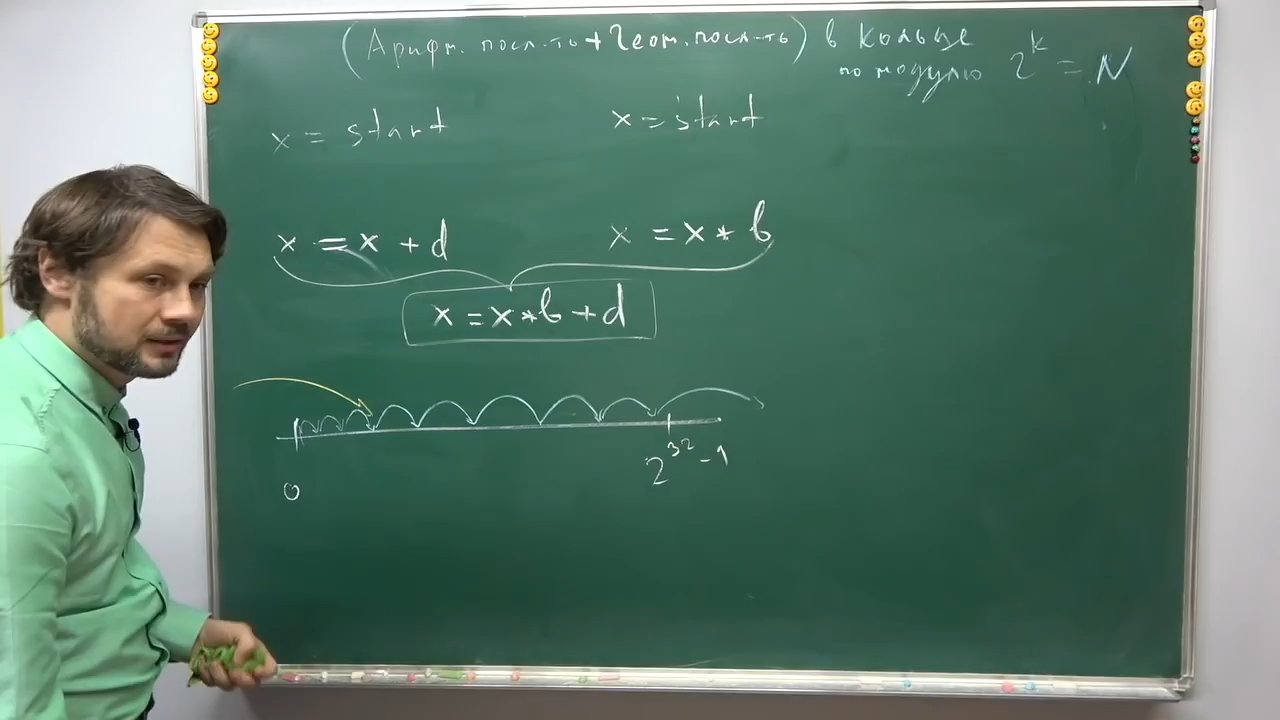 (Арифм. посл-ть + Геом. посл-ть) в кольце
по модулю 2^k = N
x = start
x = start
x = x + d
x = x * b
x = x * b + d
0
2^32 - 1